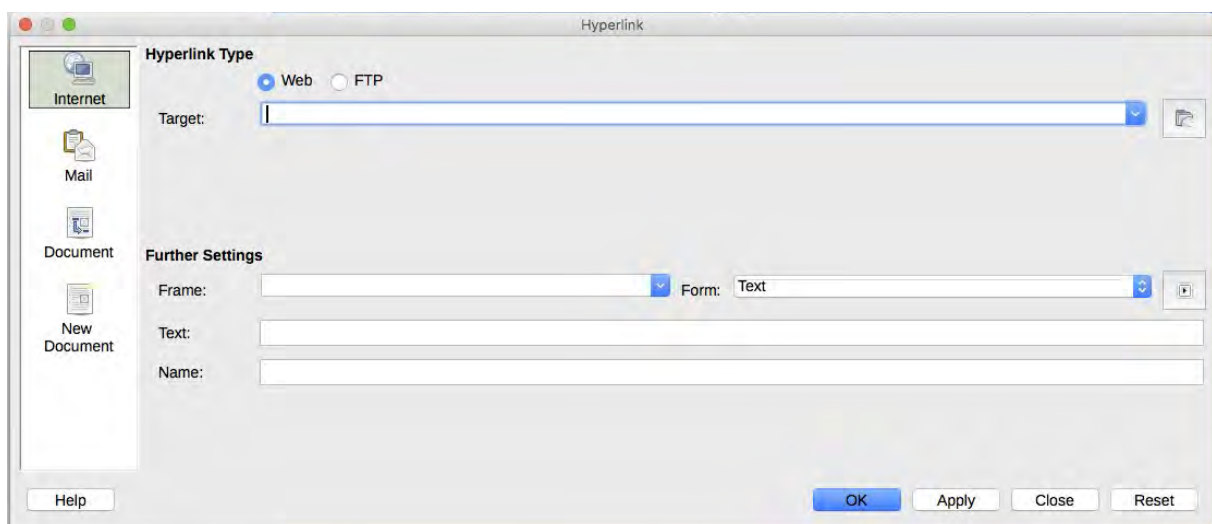 Hyperlink
Internet
Mail
Document
New
Document
Hyperlink Type
Web FTP
Target:
Further Settings
Frame: Form: Text
Text:
Name:
Help OK Apply Close Reset